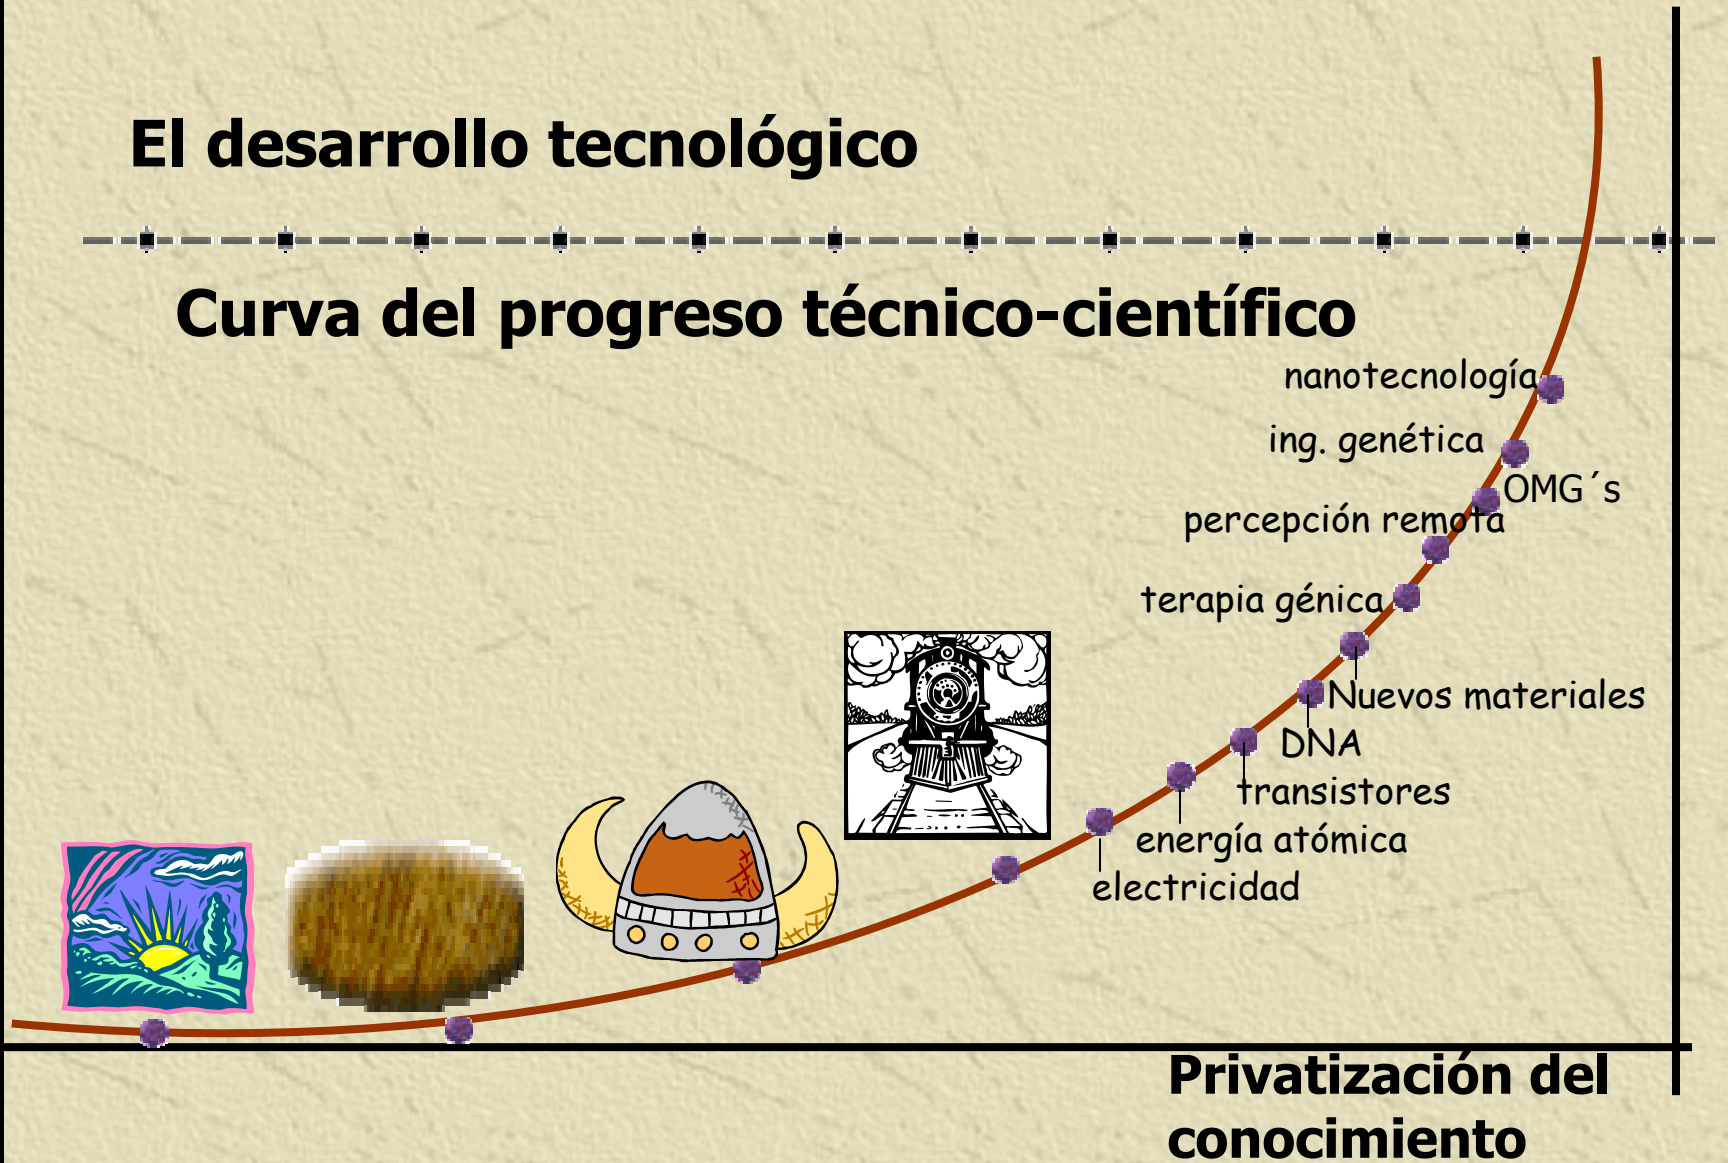 El desarrollo tecnológico
Curva del progreso técnico-científico
nanotecnología
ing. genética
OMG´s
percepción remota
terapia génica
Nuevos materiales
DNA
transistores
energía atómica
electricidad
Privatización del
conocimiento